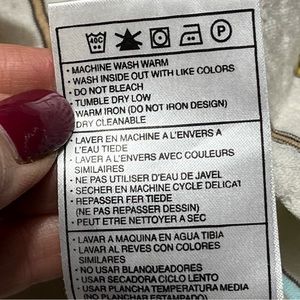 40C
P
• MACHINE WASH WARM
• WASH INSIDE OUT WITH LIKE COLORS
• DO NOT BLEACH
• TUMBLE DRY LOW
WARM IRON (DO NOT IRON DESIGN)
DRY CLEANABLE
• LAVER EN MACHINE A L'ENVERS A
L'EAU TIEDE
• LAVER A L'ENVERS AVEC COULEURS
SIMILAIRES
• NE PAS UTILISER D'EAU DE JAVEL
• SECHER EN MACHINE CYCLE DELICAT
• REPASSER FER TIEDE
(NE PAS REPASSER DESSIN)
• PEUT ETRE NETTOYER A SEC
• LAVAR A MAQUINA EN AGUA TIBIA
• LAVAR AL REVES CON COLORES
SIMILARES
• NO USAR BLANQUEADORES
• USAR SECADORA CICLO LENTO
• USAR PLANCHA TEMPERATURA MEDIA
(NO PLANCHAR ESTAMPADO)